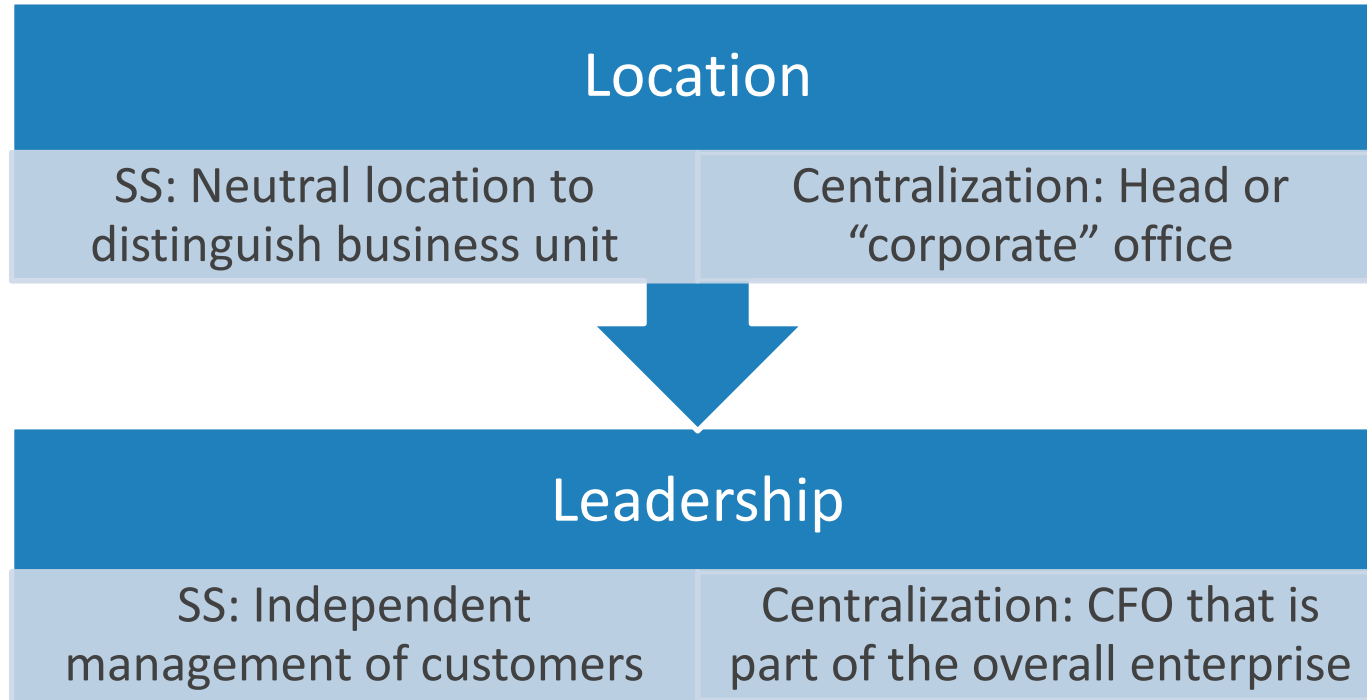 Location
SS: Neutral location to
distinguish business unit
Centralization: Head or
“corporate” office
Leadership
SS: Independent
management of customers
Centralization: CFO that is
part of the overall enterprise